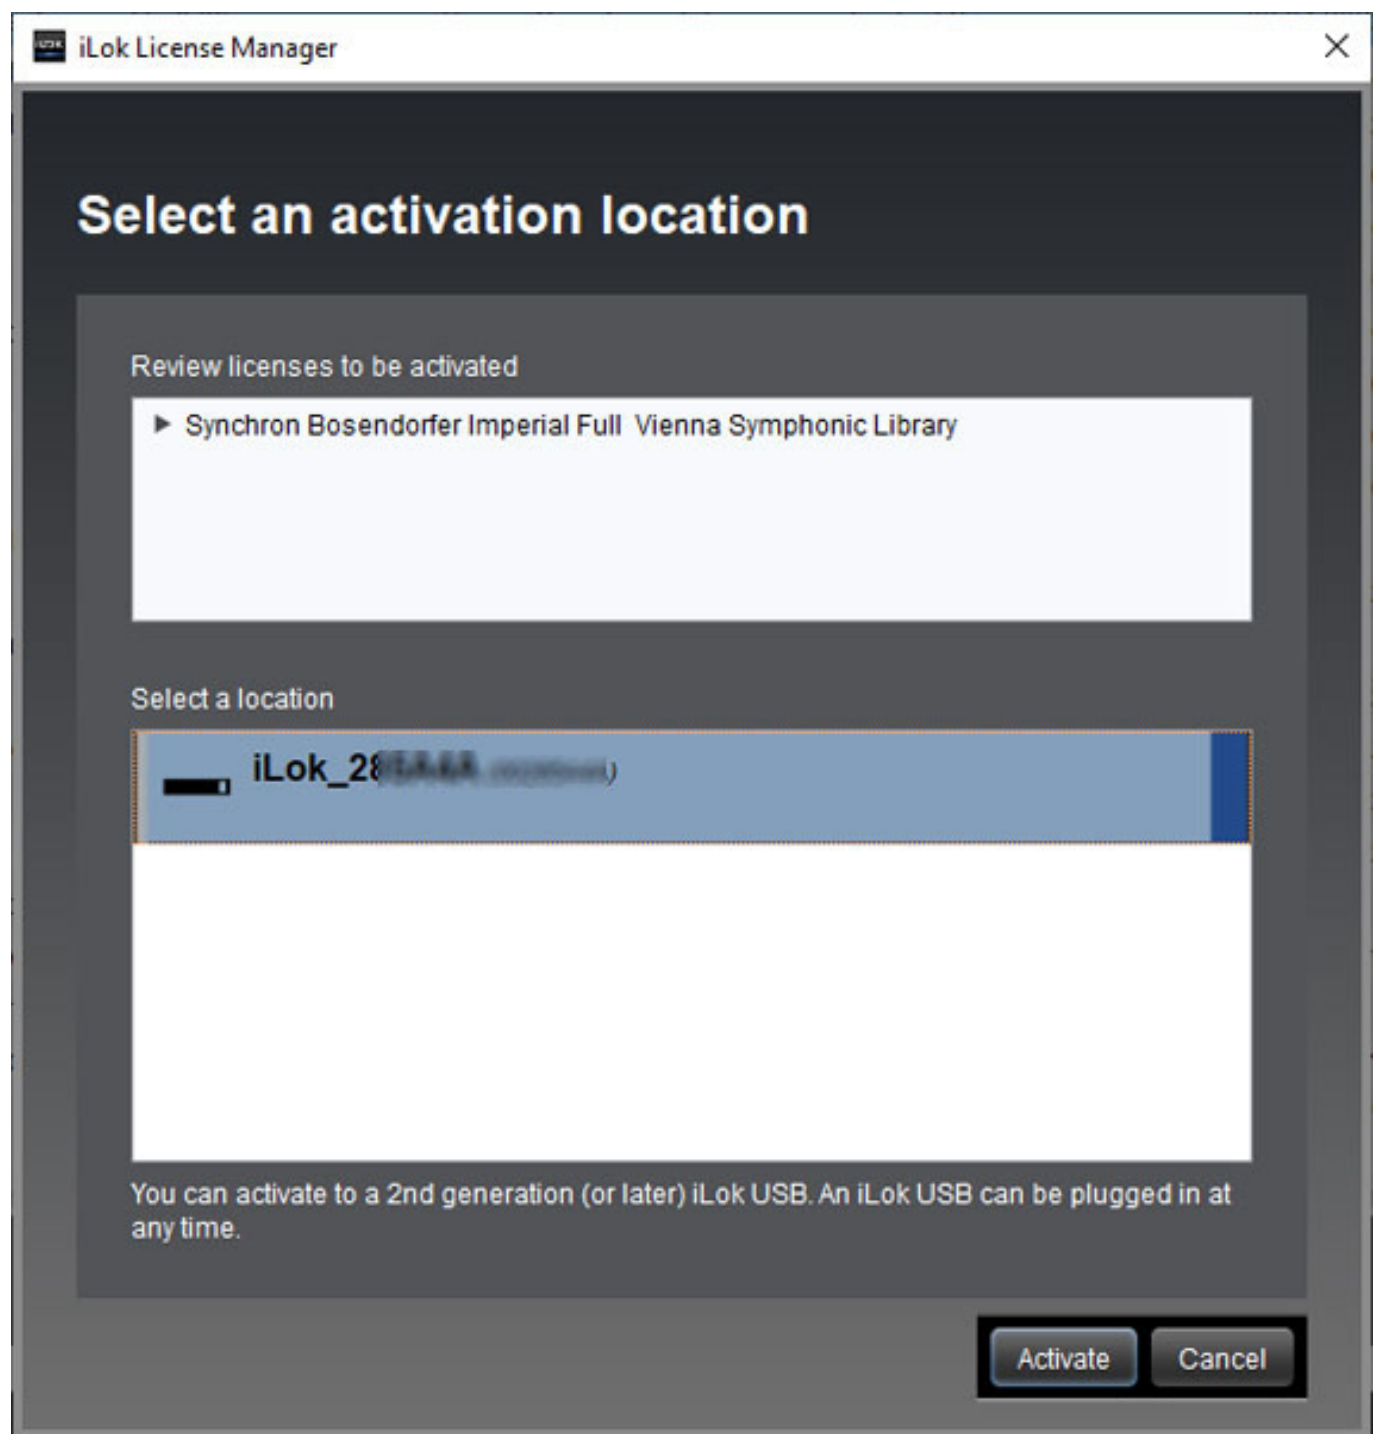 iLok License Manager
Select an activation location
Review licenses to be activated
Synchron Bosendorfer Imperial Full Vienna Symphonic Library
Select a location
You can activate to a 2nd generation (or later) iLok USB. An iLok USB can be plugged in at
any time.
Activate Cancel